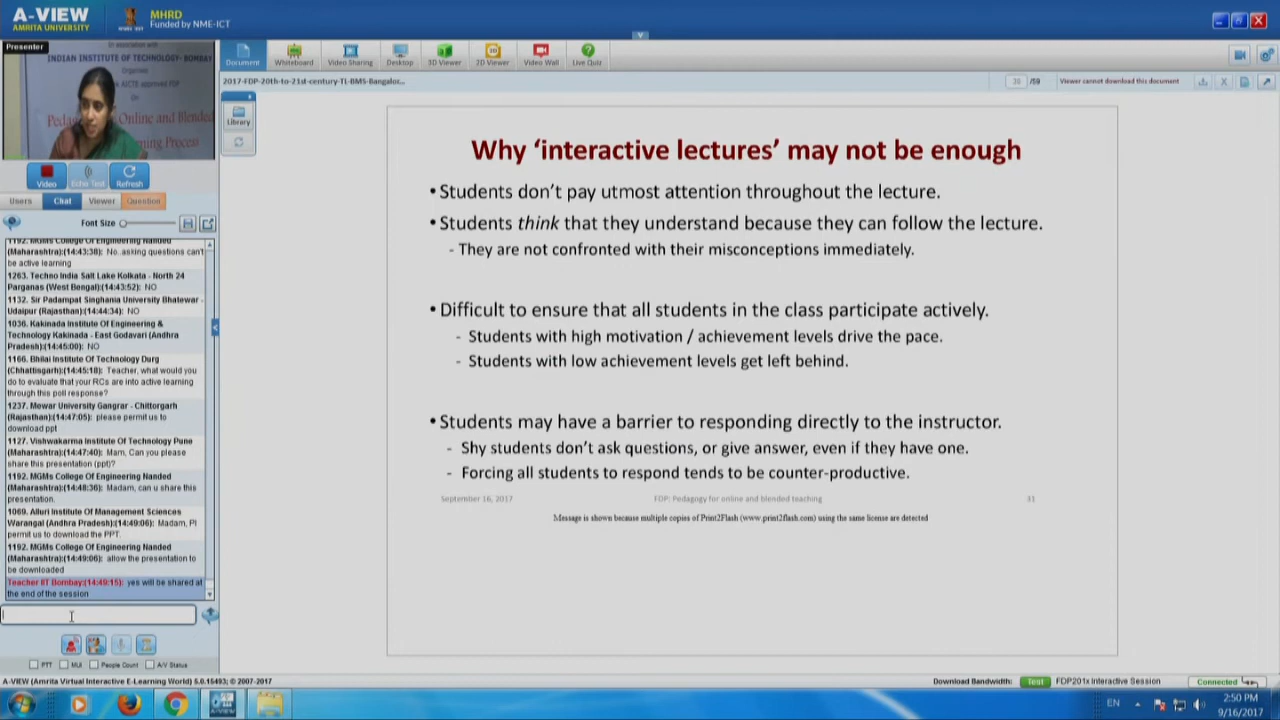 A-VIEW
AMRITA UNIVERSITY
MHRD
Funded by NME-ICT
Presenter
INDIAN INSTITUTE OF TECHNOLOGY- BOMBAY
Organises
AICTE approved FDP
On
Online and Blended
Process
Document
Whiteboard
Video Sharing
Desktop
3D Viewer
2D Viewer
Video Wall
Live Quiz
2017-FDP-20th-to-21st-century-TL-BMS-Bangalor...
/59
Viewer cannot download this document
Library
Video
Echo Test
Refresh
Users
Chat
Viewer
Question
Font Size
1192. MGMs College Of Engineering Nanded
(Maharashtra):(14:43:38): No..asking questions can't
be active learning
1263. Techno India Salt Lake Kolkata - North 24
Parganas (West Bengal):(14:43:52): NO
1132. Sir Padampat Singhania University Bhatewar -
Udaipur (Rajasthan):(14:44:34): NO
1036. Kakinada Institute Of Engineering &
Technology Kakinada - East Godavari (Andhra
Pradesh):(14:45:00): NO
1166. Bhilai Institute Of Technology Durg
(Chhattisgarh):(14:45:18): Teacher, what would you
do to evaluate that your RCs are into active learning
through this poll response?
1237. Mewar University Gangrar - Chittorgarh
(Rajasthan):(14:47:05): please permit us to
download ppt
1127. Vishwakarma Institute Of Technology Pune
(Maharashtra):(14:47:40): Mam, Can you please
share this presentation (ppt)?
1192. MGMs College Of Engineering Nanded
(Maharashtra):(14:48:36): Madam, can u share this
presentation.
1069. Alluri Institute Of Management Sciences
Warangal (Andhra Pradesh):(14:49:06): Madam, Pl
permit us to download the PPT.
1192. MGMs College Of Engineering Nanded
(Maharashtra):(14:49:06): allow the presentation to
be downloaded
Teacher IIT Bombay:(14:49:15): yes will be shared at
the end of the session
PTT
MUI
People Count
A/V Status
Why ‘interactive lectures’ may not be enough
• Students don’t pay utmost attention throughout the lecture.
• Students think that they understand because they can follow the lecture.
- They are not confronted with their misconceptions immediately.
• Difficult to ensure that all students in the class participate actively.
- Students with high motivation / achievement levels drive the pace.
- Students with low achievement levels get left behind.
• Students may have a barrier to responding directly to the instructor.
- Shy students don’t ask questions, or give answer, even if they have one.
- Forcing all students to respond tends to be counter-productive.
September 16, 2017
FDP: Pedagogy for online and blended teaching
31
Message is shown because multiple copies of Print2Flash (www.print2flash.com) using the same license are detected
A-VIEW (Amrita Virtual Interactive E-Learning World) 5.0.15493; © 2007-2017
Download Bandwidth:
Test
FDP201x Interactive Session
Connected
EN
2:50 PM
9/16/2017